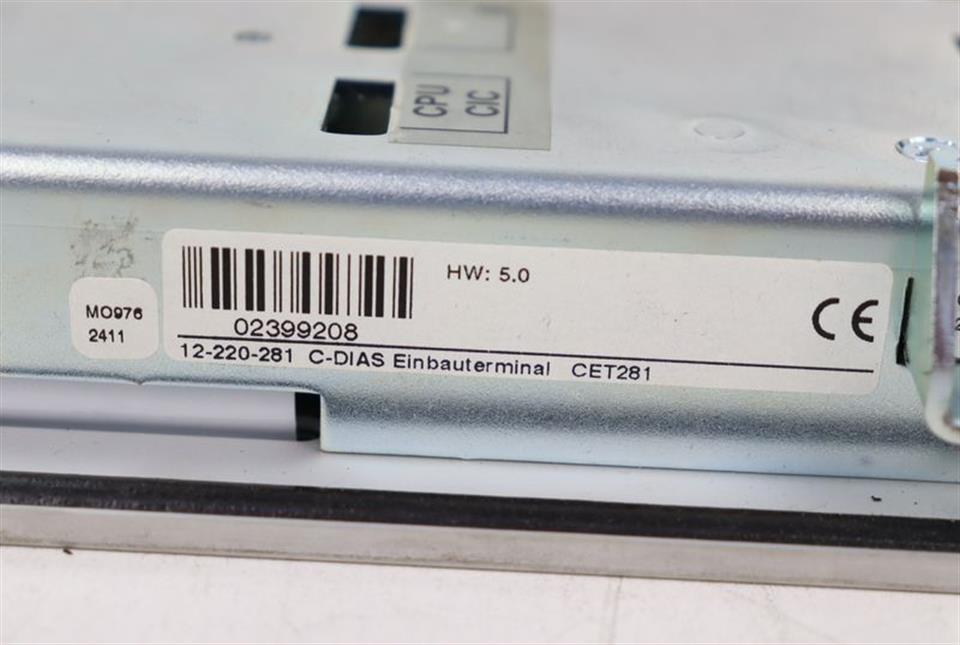 CPU
CIC
HW: 5.0
CE
MO976
2411
02399208
12-220-281 C-DIAS Einbauterminal CET281